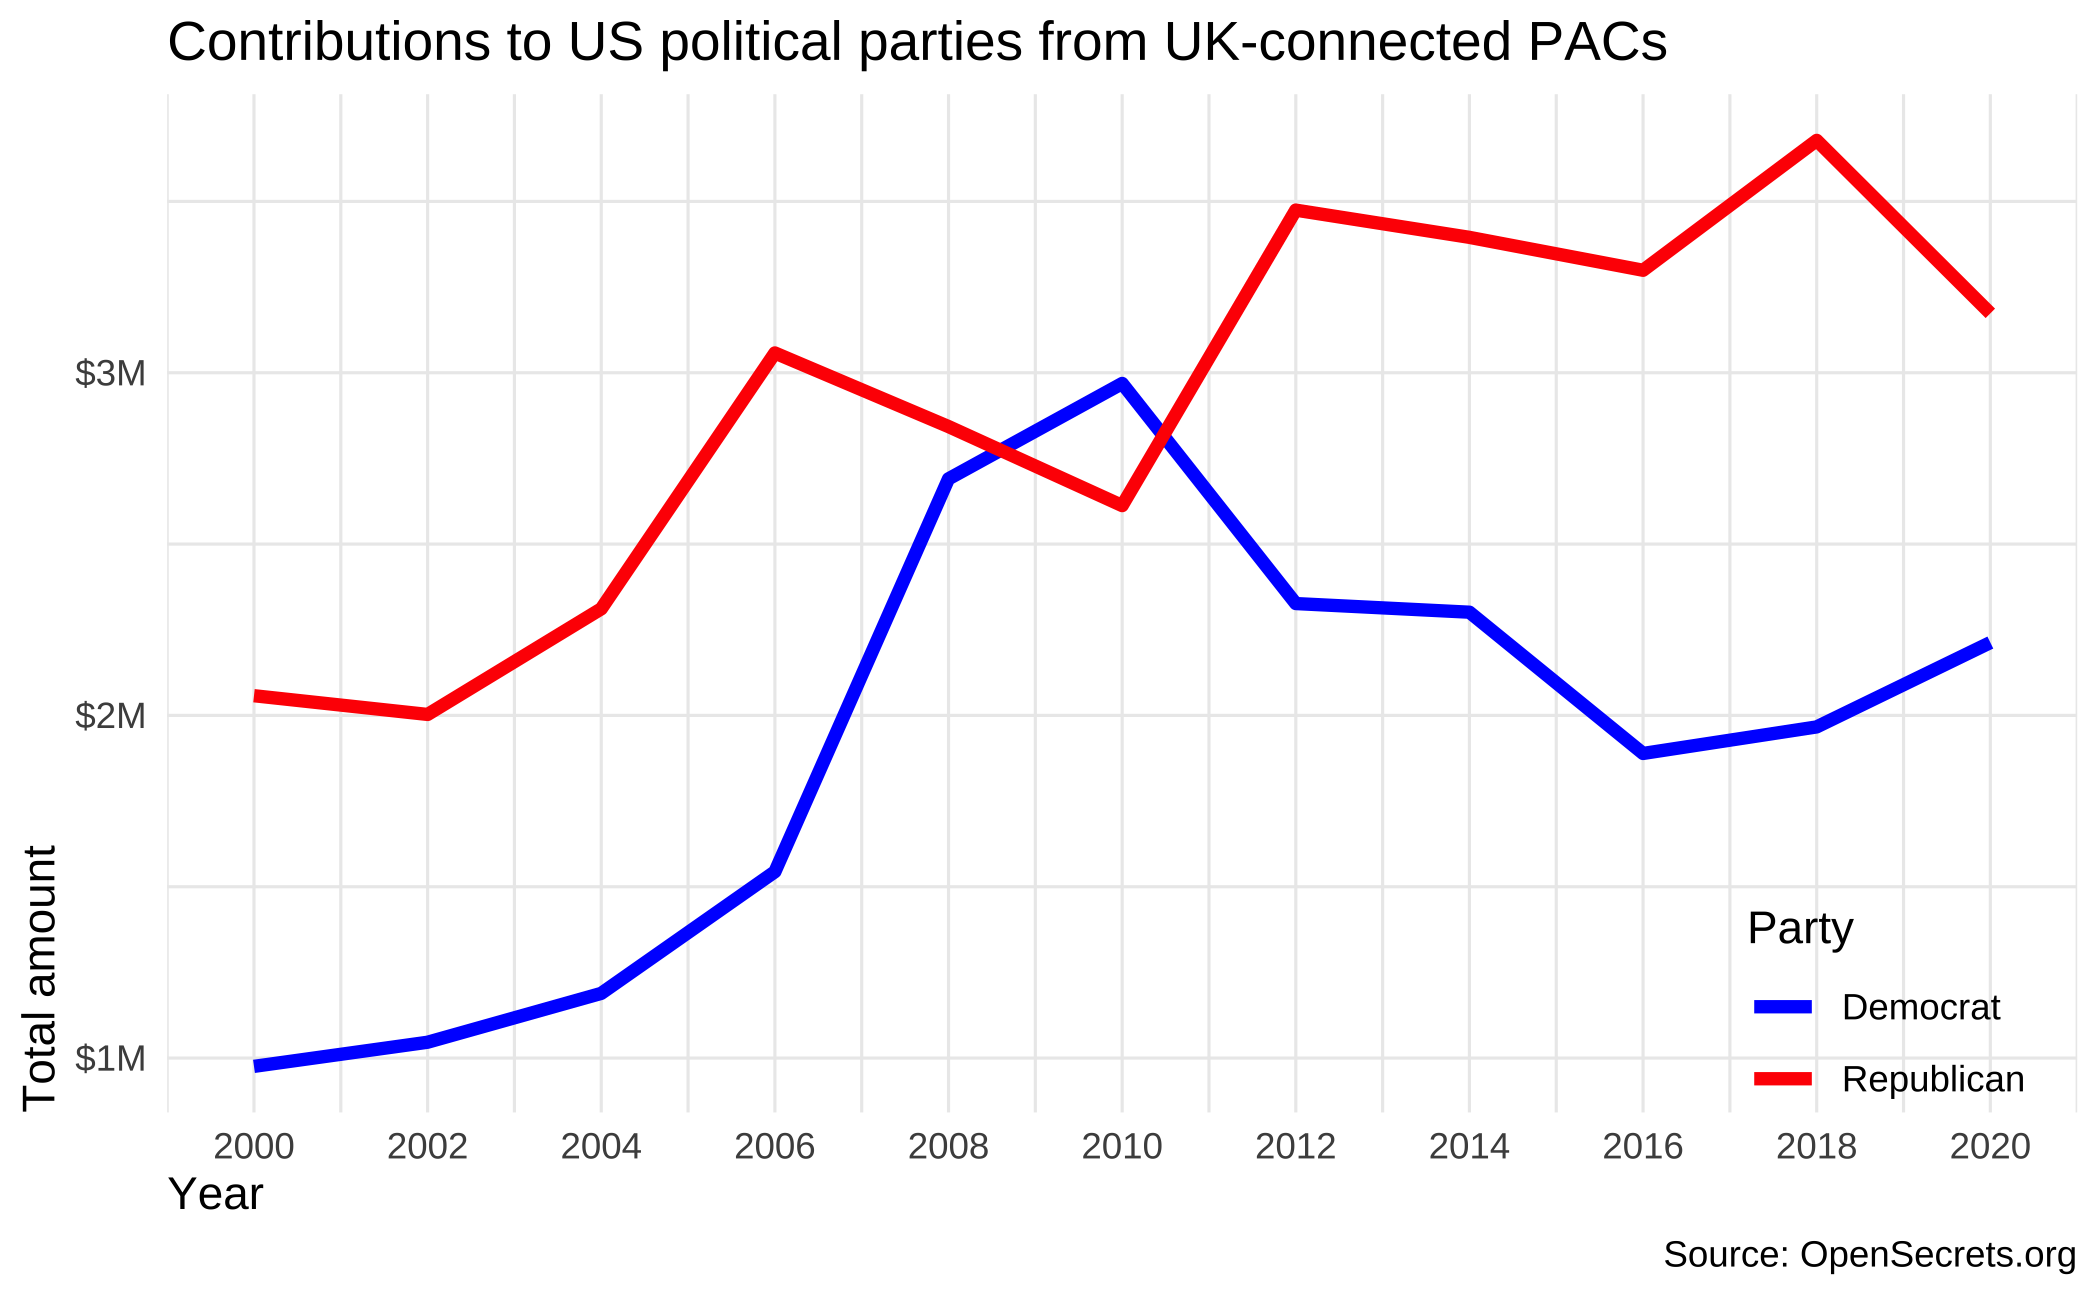 Contributions to US political parties from UK-connected PACs
$3M
$2M
$1M
Total amount
Party
Democrat
Republican
2000 2002 2004 2006 2008 2010 2012 2014 2016 2018 2020
Year
Source: OpenSecrets.org